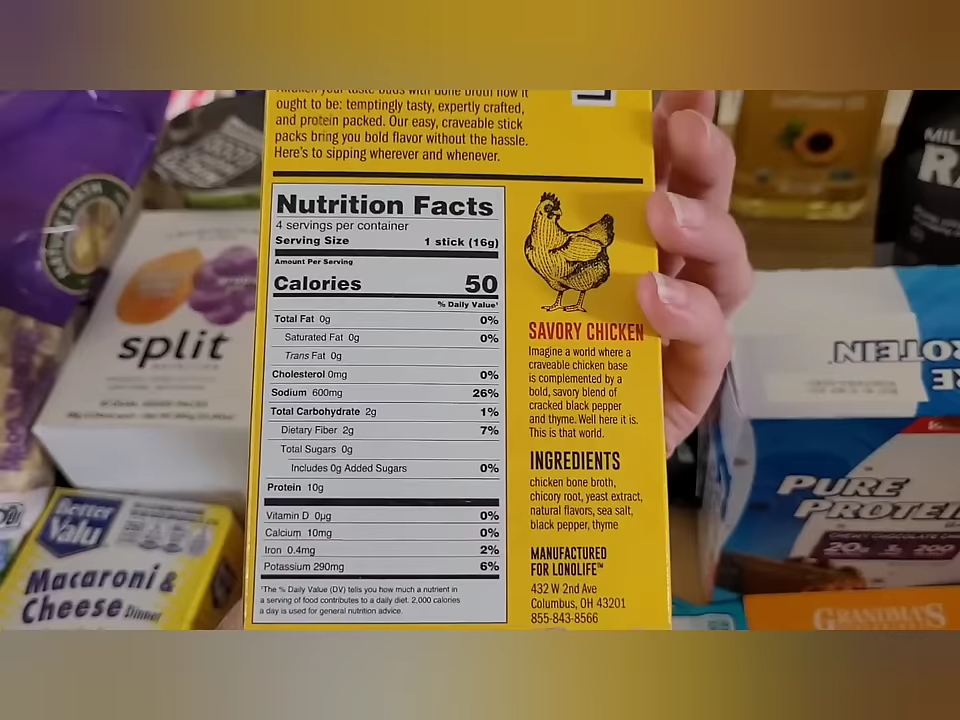 Awaken your taste buds with bone broth how it
ought to be: temptingly tasty, expertly crafted,
and protein packed. Our easy, craveable stick
packs bring you bold flavor without the hassle.
Here's to sipping wherever and whenever.
Nutrition Facts
4 servings per container
Serving Size 1 stick (16g)
Amount Per Serving
Calories 50
% Daily Value¹
Total Fat 0g 0%
Saturated Fat 0g 0%
Trans Fat 0g
Cholesterol 0mg 0%
Sodium 600mg 26%
Total Carbohydrate 2g 1%
Dietary Fiber 2g 7%
Total Sugars 0g
Includes 0g Added Sugars 0%
Protein 10g
Vitamin D 0µg 0%
Calcium 10mg 0%
Iron 0.4mg 2%
Potassium 290mg 6%
¹The % Daily Value (DV) tells you how much a nutrient in
a serving of food contributes to a daily diet. 2,000 calories
a day is used for general nutrition advice.
SAVORY CHICKEN
Imagine a world where a
craveable chicken base
is complemented by a
bold, savory blend of
cracked black pepper
and thyme. Well here it is.
This is that world.
INGREDIENTS
chicken bone broth,
chicory root, yeast extract,
natural flavors, sea salt,
black pepper, thyme
MANUFACTURED
FOR LONOLIFE™
432 W 2nd Ave
Columbus, OH 43201
855-843-8566
split
Better
Valu
Macaroni &
Cheese Dinner
MIL
PURE
PROTEIN
20g
200
GRANDMA'S